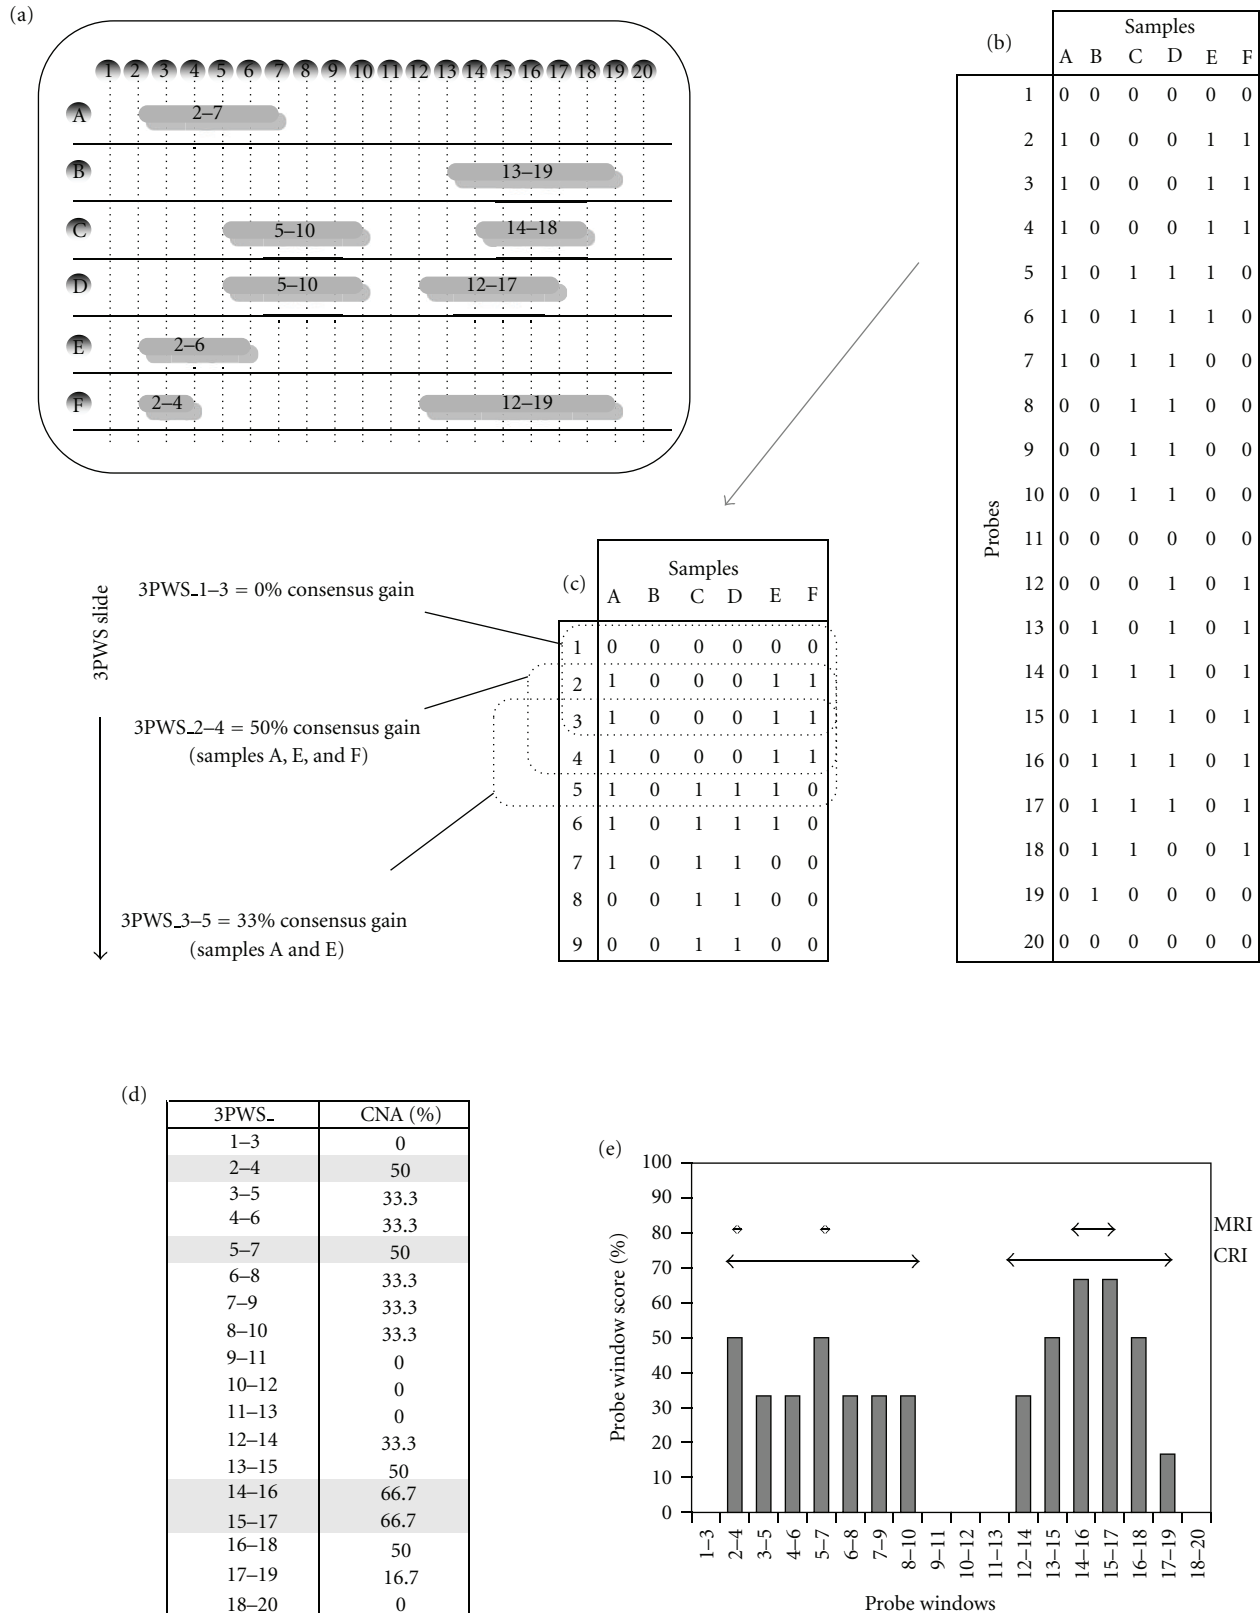 (a)
1 2 3 4 5 6 7 8 9 10 11 12 13 14 15 16 17 18 19 20
A 2–7
B 13–19
C 5–10 14–18
D 5–10 12–17
E 2–6
F 2–4 12–19
(b)
Samples
A B C D E F
Probes
1 0 0 0 0 0 0
2 1 0 0 0 1 1
3 1 0 0 0 1 1
4 1 0 0 0 1 1
5 1 0 1 1 1 0
6 1 0 1 1 1 0
7 1 0 1 1 0 0
8 0 0 1 1 0 0
9 0 0 1 1 0 0
10 0 0 1 1 0 0
11 0 0 0 0 0 0
12 0 0 0 1 0 1
13 0 1 0 1 0 1
14 0 1 1 1 0 1
15 0 1 1 1 0 1
16 0 1 1 1 0 1
17 0 1 1 1 0 1
18 0 1 1 0 0 1
19 0 1 0 0 0 0
20 0 0 0 0 0 0
3PWS slide
3PWS_1–3 = 0% consensus gain
3PWS_2–4 = 50% consensus gain
(samples A, E, and F)
3PWS_3–5 = 33% consensus gain
(samples A and E)
(c)
Samples
A B C D E F
1 0 0 0 0 0 0
2 1 0 0 0 1 1
3 1 0 0 0 1 1
4 1 0 0 0 1 1
5 1 0 1 1 1 0
6 1 0 1 1 1 0
7 1 0 1 1 0 0
8 0 0 1 1 0 0
9 0 0 1 1 0 0
(d)
3PWS_ CNA (%)
1–3 0
2–4 50
3–5 33.3
4–6 33.3
5–7 50
6–8 33.3
7–9 33.3
8–10 33.3
9–11 0
10–12 0
11–13 0
12–14 33.3
13–15 50
14–16 66.7
15–17 66.7
16–18 50
17–19 16.7
18–20 0
(e)
Probe window score (%)
100
90
80
70
60
50
40
30
20
10
0
MRI
CRI
1–3 2–4 3–5 4–6 5–7 6–8 7–9 8–10 9–11 10–12 11–13 12–14 13–15 14–16 15–17 16–18 17–19 18–20
Probe windows